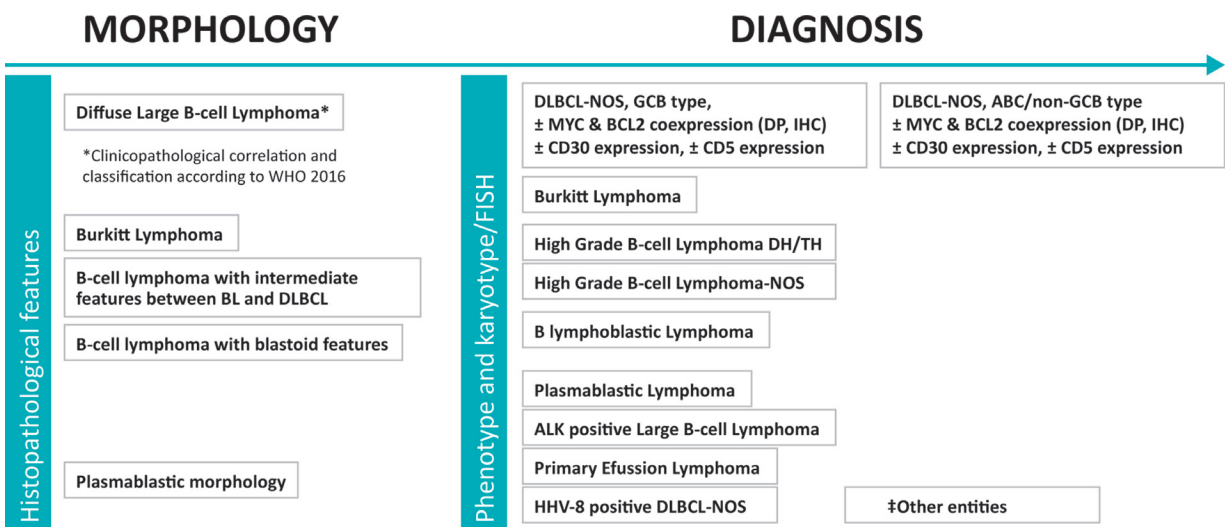 MORPHOLOGY
DIAGNOSIS
Histopathological features
Diffuse Large B-cell Lymphoma*
*Clinicopathological correlation and
classification according to WHO 2016
Burkitt Lymphoma
B-cell lymphoma with intermediate
features between BL and DLBCL
B-cell lymphoma with blastoid features
Plasmablastic morphology
Phenotype and karyotype/FISH
DLBCL-NOS, GCB type,
± MYC & BCL2 coexpression (DP, IHC)
± CD30 expression, ± CD5 expression
DLBCL-NOS, ABC/non-GCB type
± MYC & BCL2 coexpression (DP, IHC)
± CD30 expression, ± CD5 expression
Burkitt Lymphoma
High Grade B-cell Lymphoma DH/TH
High Grade B-cell Lymphoma-NOS
B lymphoblastic Lymphoma
Plasmablastic Lymphoma
ALK positive Large B-cell Lymphoma
Primary Efussion Lymphoma
HHV-8 positive DLBCL-NOS
‡Other entities